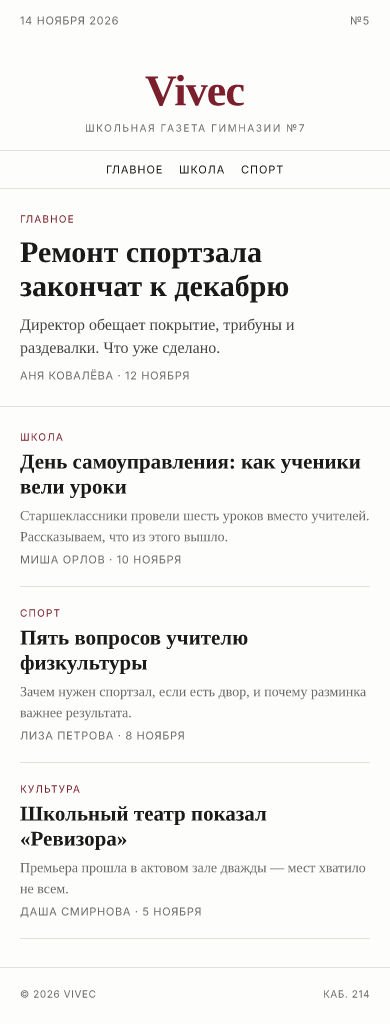 14 НОЯБРЯ 2026
№5
Vivec
ШКОЛЬНАЯ ГАЗЕТА ГИМНАЗИИ №7
ГЛАВНОЕ ШКОЛА СПОРТ
ГЛАВНОЕ
Ремонт спортзала
закончат к декабрю
Директор обещает покрытие, трибуны и
раздевалки. Что уже сделано.
АНЯ КОВАЛЁВА · 12 НОЯБРЯ
ШКОЛА
День самоуправления: как ученики
вели уроки
Старшеклассники провели шесть уроков вместо учителей.
Рассказываем, что из этого вышло.
МИША ОРЛОВ · 10 НОЯБРЯ
СПОРТ
Пять вопросов учителю
физкультуры
Зачем нужен спортзал, если есть двор, и почему разминка
важнее результата.
ЛИЗА ПЕТРОВА · 8 НОЯБРЯ
КУЛЬТУРА
Школьный театр показал
«Ревизора»
Премьера прошла в актовом зале дважды — мест хватило
не всем.
ДАША СМИРНОВА · 5 НОЯБРЯ
© 2026 VIVEC
КАБ. 214